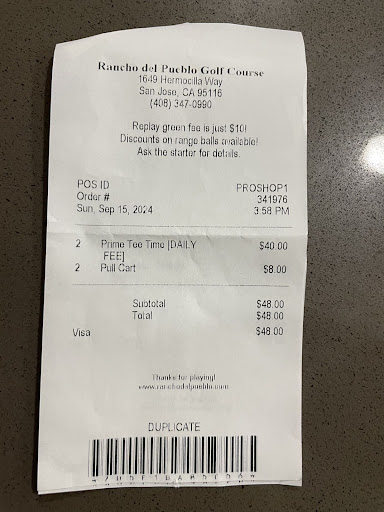 Rancho del Pueblo Golf Course
1649 Hermocilla Way
San Jose, CA 95116
(408) 347-0990
Replay green fee is just $10!
Discounts on range balls available!
Ask the starter for details.
POS ID PROSHOP1
Order # 341976
Sun, Sep 15, 2024 3:58 PM
2 Prime Tee Time [DAILY $40.00
FEE]
2 Pull Cart $8.00
Subtotal $48.00
Total $48.00
Visa $48.00
Thanks for playing!
www.ranchodelpueblo.com
DUPLICATE